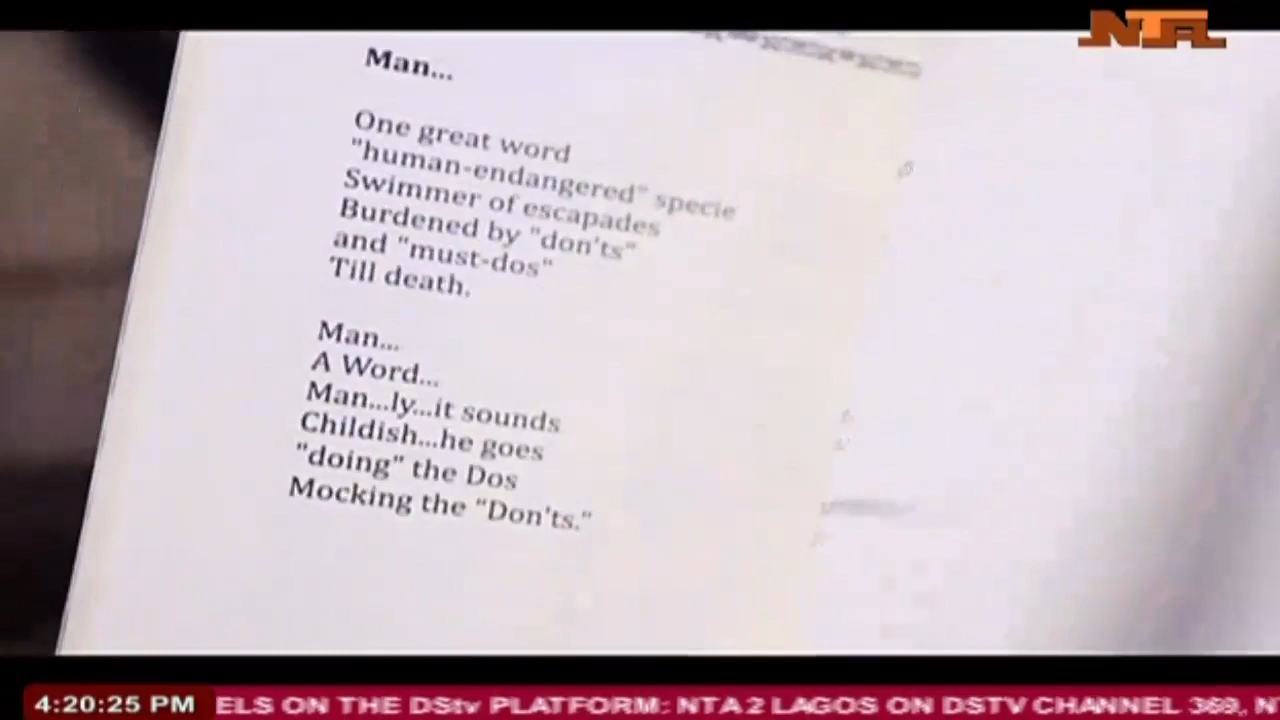 NTA
Man...
One great word
"human-endangered" specie
Swimmer of escapades
Burdened by "don'ts"
and "must-dos"
Till death.
Man...
A Word...
Man...ly...it sounds
Childish...he goes
"doing" the Dos
Mocking the "Don'ts."
4:20:25 PM ELS ON THE DStv PLATFORM: NTA2 LAGOS ON DSTV CHANNEL 369, N